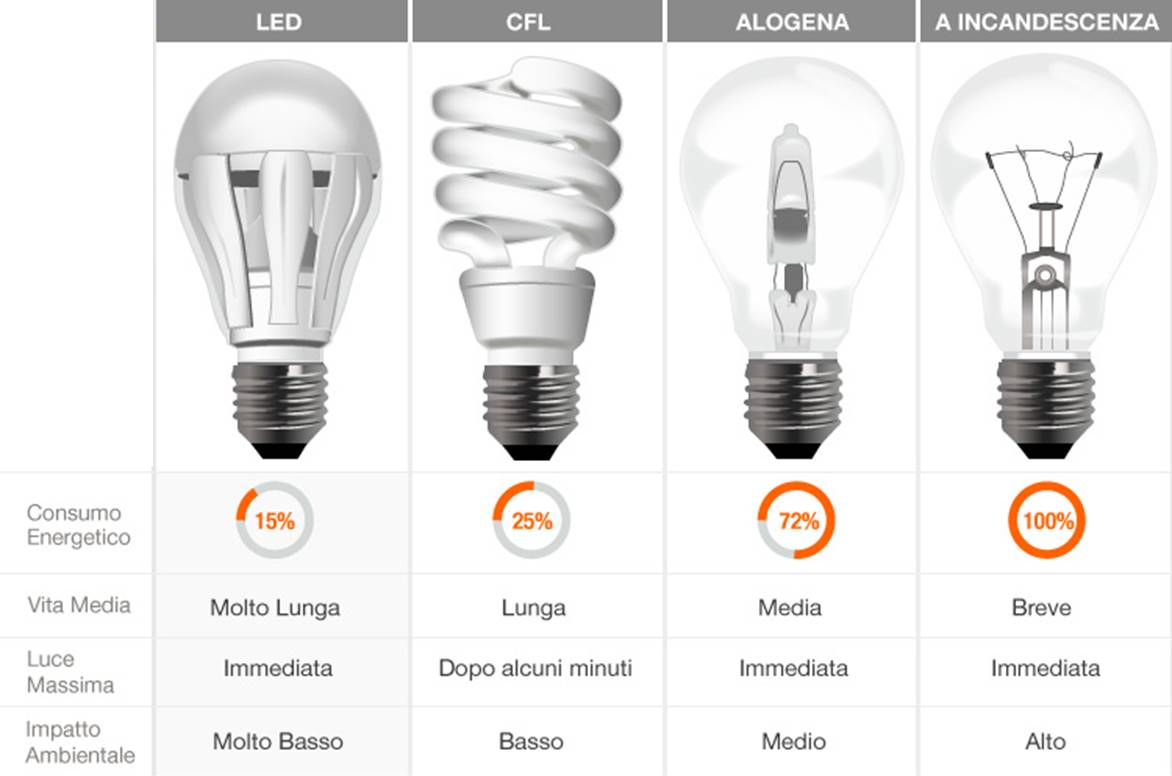 LED CFL ALOGENA A INCANDESCENZA
Consumo
Energetico
15% 25% 72% 100%
Vita Media Molto Lunga Lunga Media Breve
Luce
Massima
Immediata Dopo alcuni minuti Immediata Immediata
Impatto
Ambientale
Molto Basso Basso Medio Alto